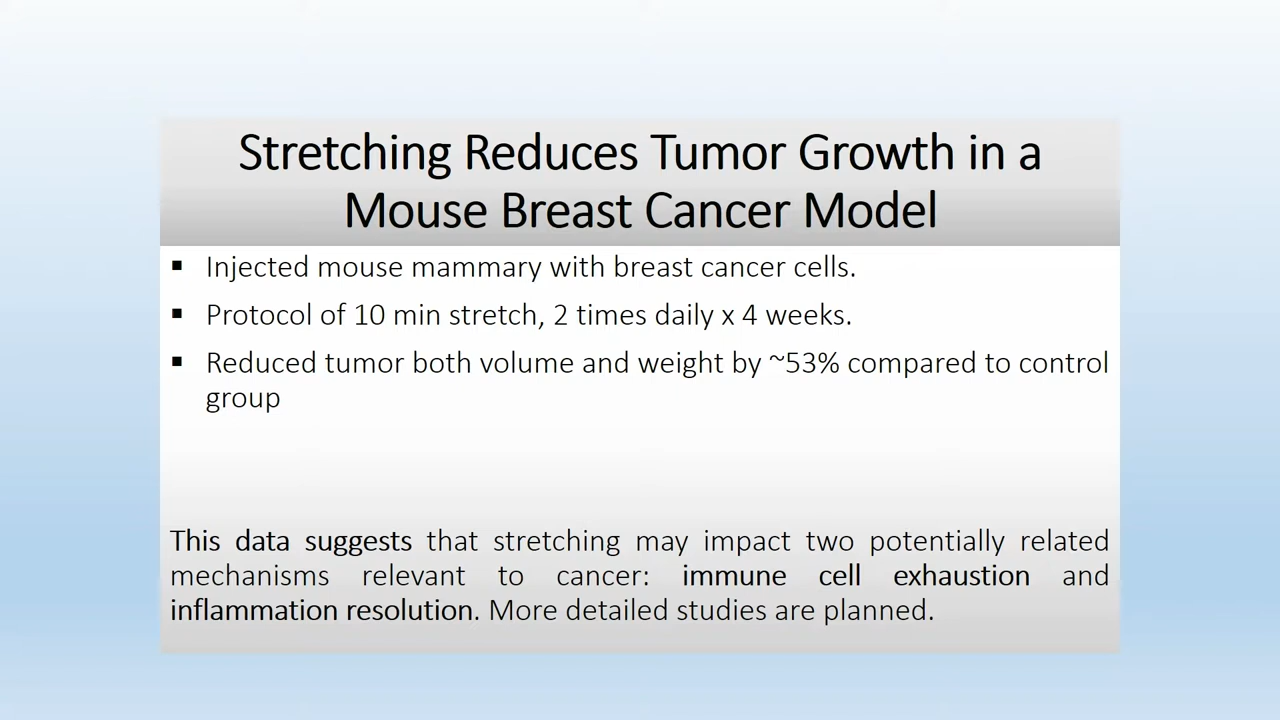 Stretching Reduces Tumor Growth in a
Mouse Breast Cancer Model
▪ Injected mouse mammary with breast cancer cells.
▪ Protocol of 10 min stretch, 2 times daily x 4 weeks.
▪ Reduced tumor both volume and weight by ~53% compared to control
group
This data suggests that stretching may impact two potentially related
mechanisms relevant to cancer: immune cell exhaustion and
inflammation resolution. More detailed studies are planned.